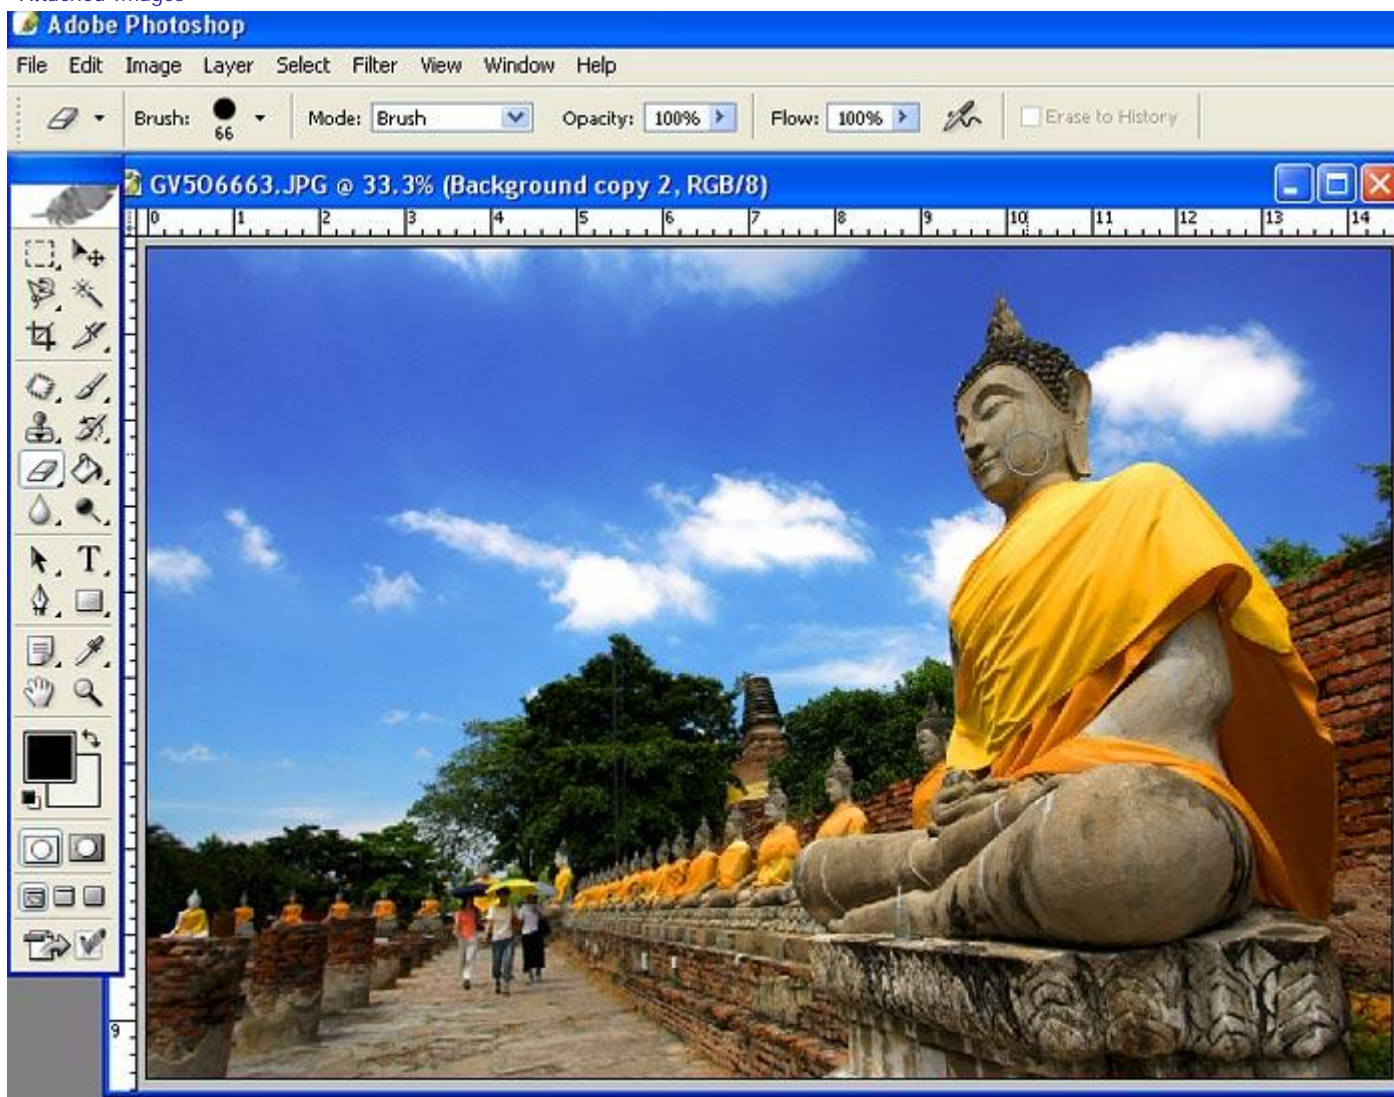 Attached Images
Adobe Photoshop
File Edit Image Layer Select Filter View Window Help
Brush: 66 Mode: Brush Opacity: 100% Flow: 100% Erase to History
GV506663.JPG @ 33.3% (Background copy 2, RGB/8)
0 1 2 3 4 5 6 7 8 9 10 11 12 13 14
T
9